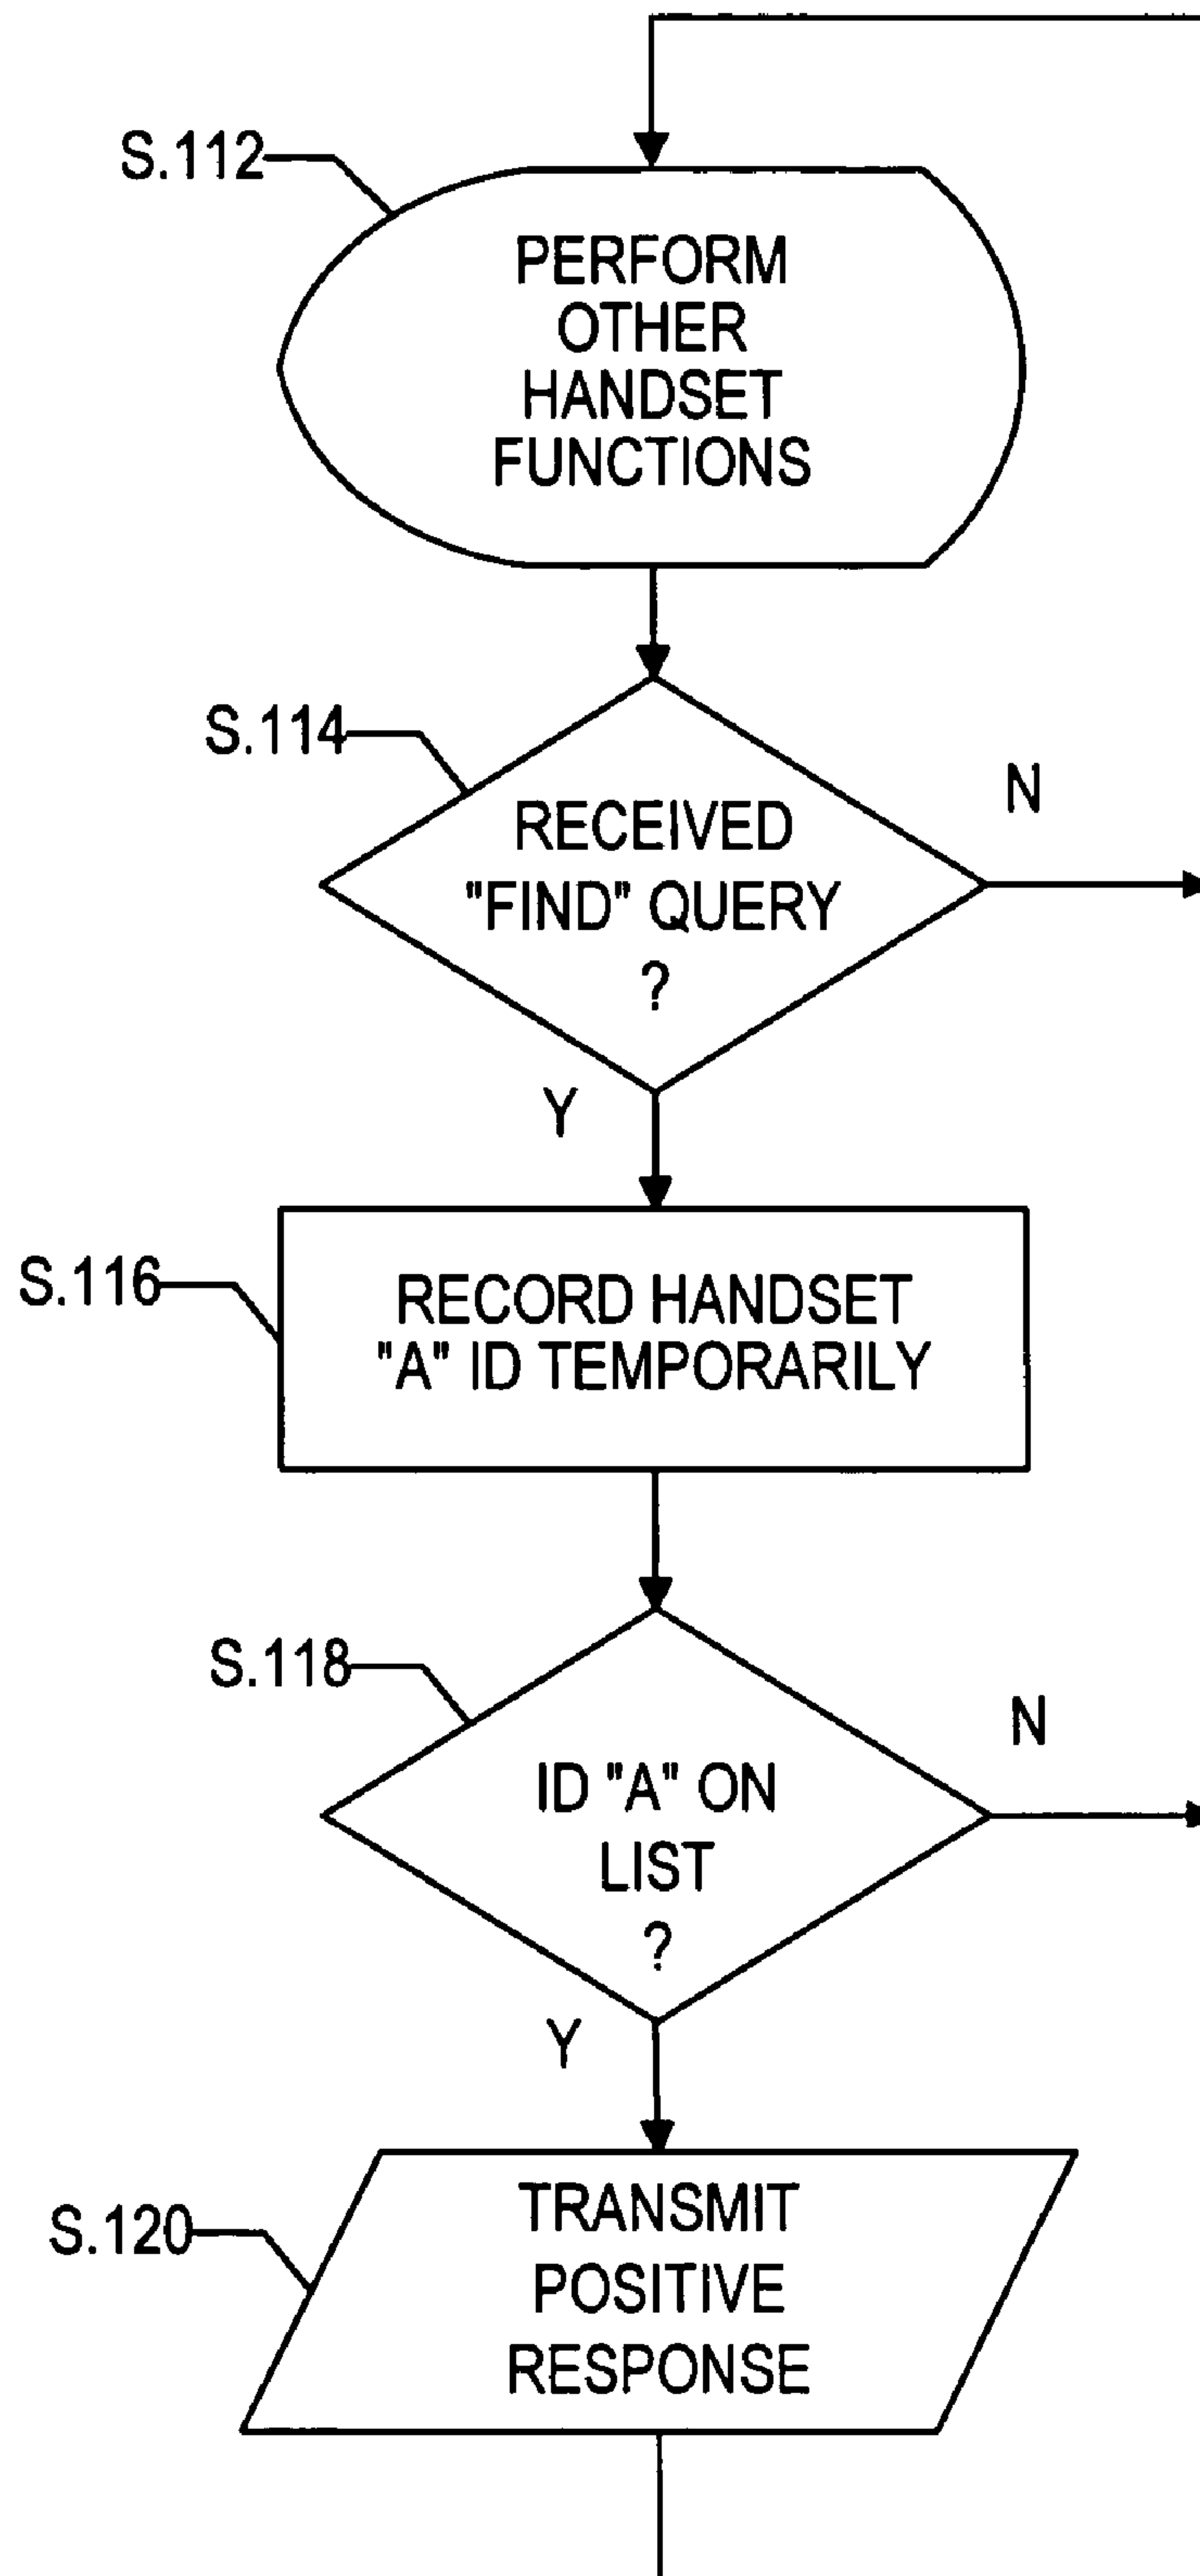 S.112
PERFORM
OTHER
HANDSET
FUNCTIONS
S.114
RECEIVED
"FIND" QUERY
?
N
Y
S.116
RECORD HANDSET
"A" ID TEMPORARILY
S.118
ID "A" ON
LIST
?
N
Y
S.120
TRANSMIT
POSITIVE
RESPONSE